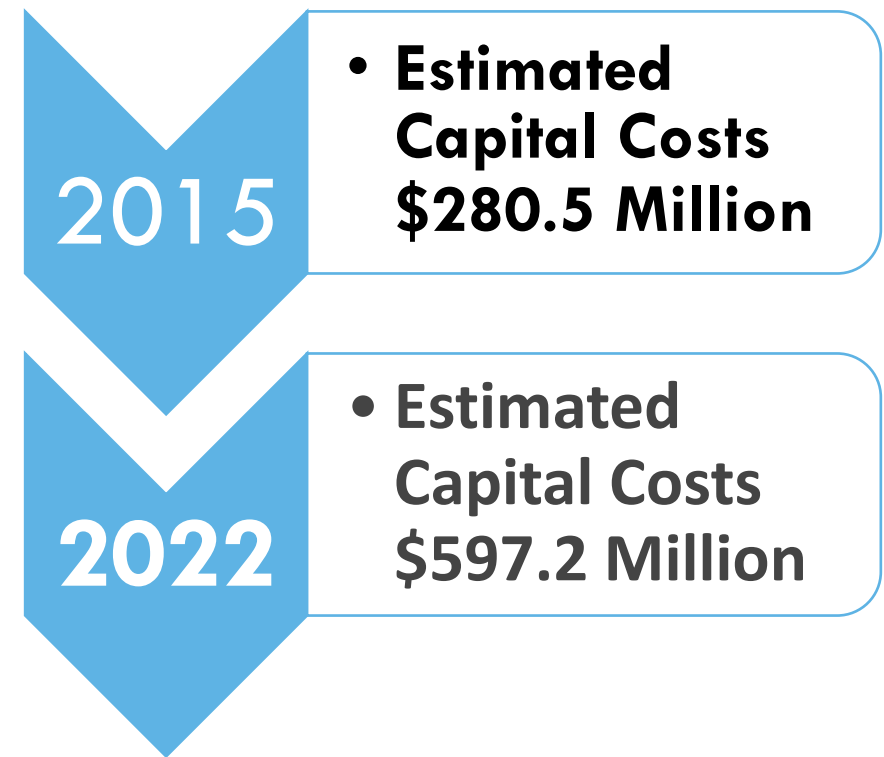 2015
• Estimated
Capital Costs
$280.5 Million
2022
• Estimated
Capital Costs
$597.2 Million